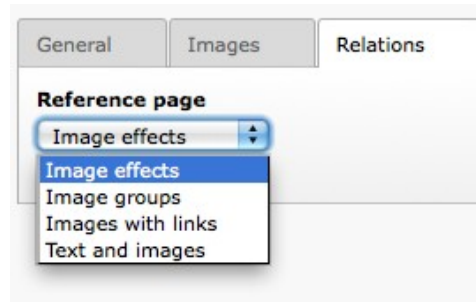 General Images Relations
Reference page
Image effects
Image effects
Image groups
Images with links
Text and images